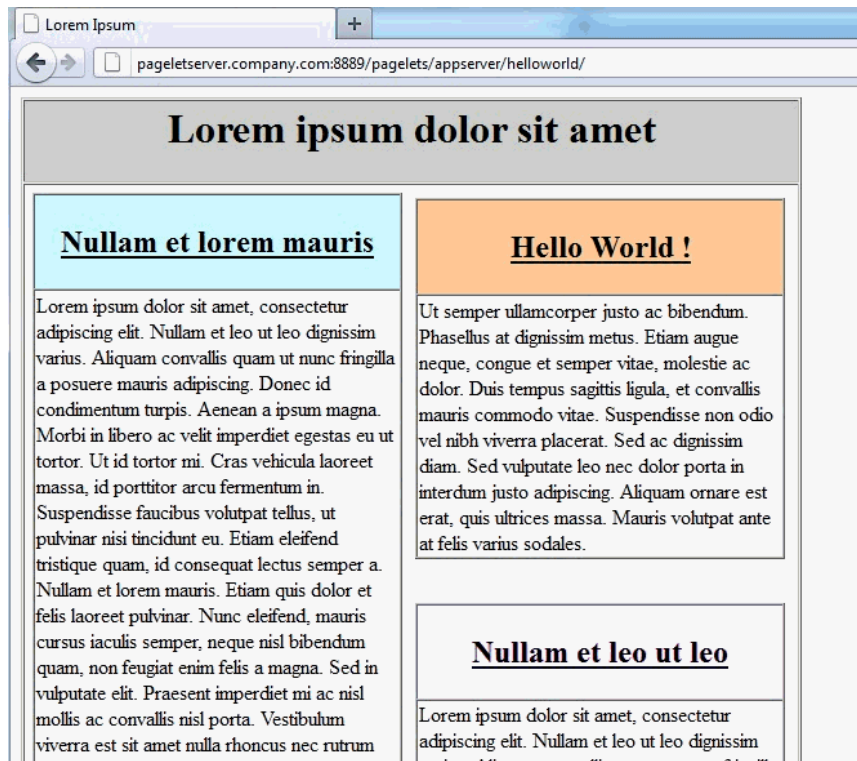 Lorem Ipsum
pageletserver.company.com:8889/pagelets/appserver/helloworld/
Lorem ipsum dolor sit amet
Nullam et lorem mauris
Lorem ipsum dolor sit amet, consectetur
adipiscing elit. Nullam et leo ut leo dignissim
varius. Aliquam convallis quam ut nunc fringilla
a posuere mauris adipiscing. Donec id
condimentum turpis. Aenean a ipsum magna.
Morbi in libero ac velit imperdiet egestas eu ut
tortor. Ut id tortor mi. Cras vehicula laoreet
massa, id porttitor arcu fermentum in.
Suspendisse faucibus volutpat tellus, ut
pulvinar nisi tincidunt eu. Etiam eleifend
tristique quam, id consequat lectus semper a.
Nullam et lorem mauris. Etiam quis dolor et
felis laoreet pulvinar. Nunc eleifend, mauris
cursus iaculis semper, neque nisl bibendum
quam, non feugiat enim felis a magna. Sed in
vulputate elit. Praesent imperdiet mi ac nisl
mollis ac convallis nisl porta. Vestibulum
viverra est sit amet nulla rhoncus nec rutrum
Hello World !
Ut semper ullamcorper justo ac bibendum.
Phasellus at dignissim metus. Etiam augue
neque, congue et semper vitae, molestie ac
dolor. Duis tempus sagittis ligula, et convallis
mauris commodo vitae. Suspendisse non odio
vel nibh viverra placerat. Sed ac dignissim
diam. Sed vulputate leo nec dolor porta in
interdum justo adipiscing. Aliquam ornare est
erat, quis ultrices massa. Mauris volutpat ante
at felis varius sodales.
Nullam et leo ut leo
Lorem ipsum dolor sit amet, consectetur
adipiscing elit. Nullam et leo ut leo dignissim